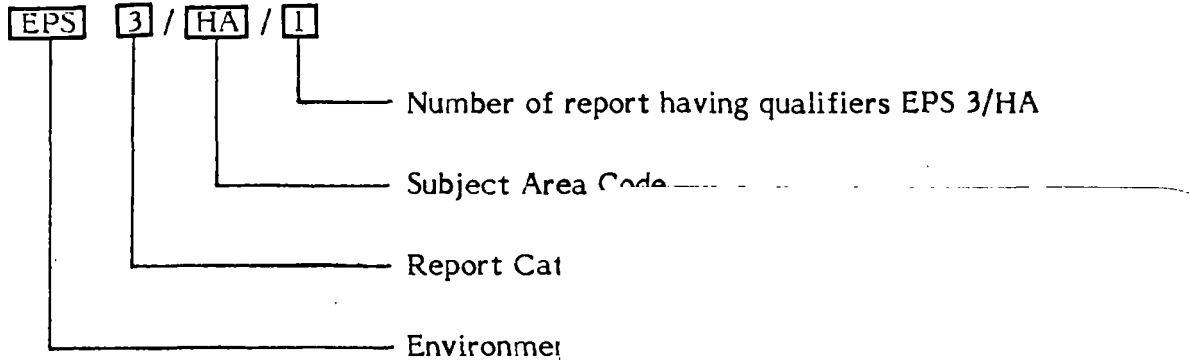 EPS 3 / HA / 1
Number of report having qualifiers EPS 3/HA
Subject Area Code
Report Cat
Environme